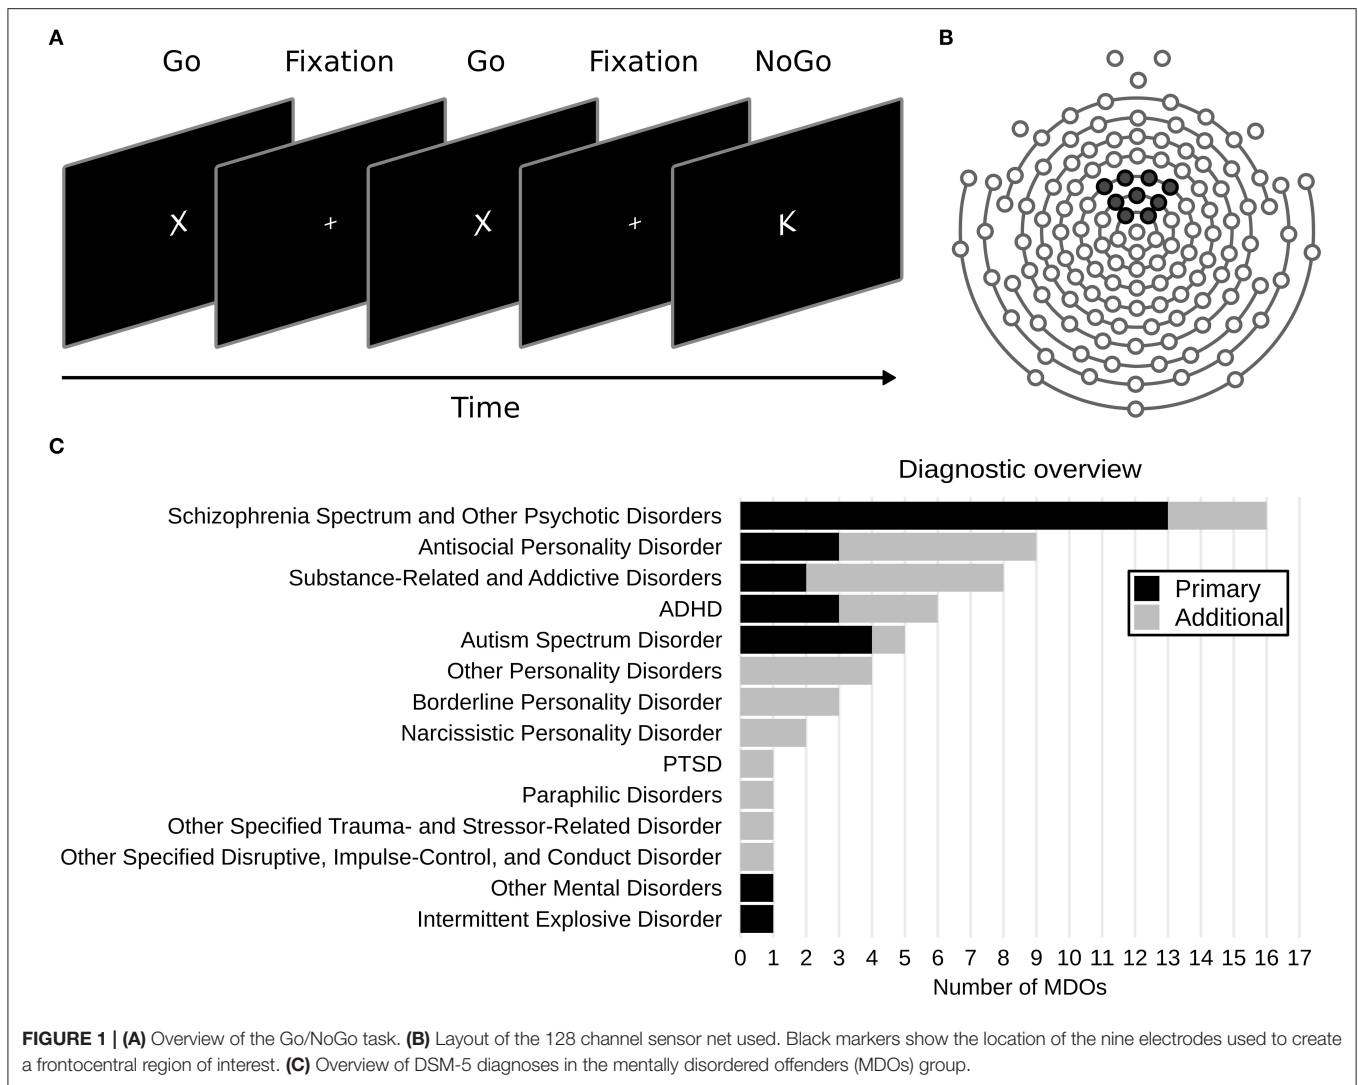 A
Go Fixation Go Fixation NoGo
X + X + K
Time
B
C
Diagnostic overview
Schizophrenia Spectrum and Other Psychotic Disorders
Antisocial Personality Disorder
Substance-Related and Addictive Disorders
ADHD
Autism Spectrum Disorder
Other Personality Disorders
Borderline Personality Disorder
Narcissistic Personality Disorder
PTSD
Paraphilic Disorders
Other Specified Trauma- and Stressor-Related Disorder
Other Specified Disruptive, Impulse-Control, and Conduct Disorder
Other Mental Disorders
Intermittent Explosive Disorder
Primary
Additional
0 1 2 3 4 5 6 7 8 9 10 11 12 13 14 15 16 17
Number of MDOs
FIGURE 1 | (A) Overview of the Go/NoGo task. (B) Layout of the 128 channel sensor net used. Black markers show the location of the nine electrodes used to create
a frontocentral region of interest. (C) Overview of DSM-5 diagnoses in the mentally disordered offenders (MDOs) group.